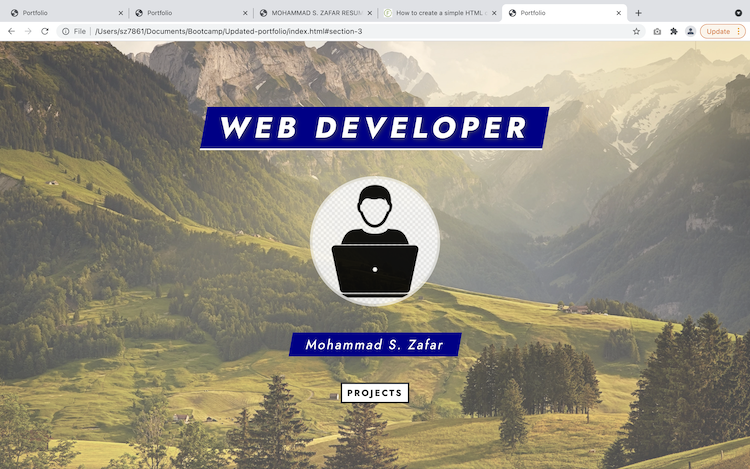 Portfolio
Portfolio
MOHAMMAD S. ZAFAR RESUM
How to create a simple HTML
Portfolio
File
/Users/sz7861/Documents/Bootcamp/Updated-portfolio/index.html#section-3
Update
WEB DEVELOPER
Mohammad S. Zafar
PROJECTS